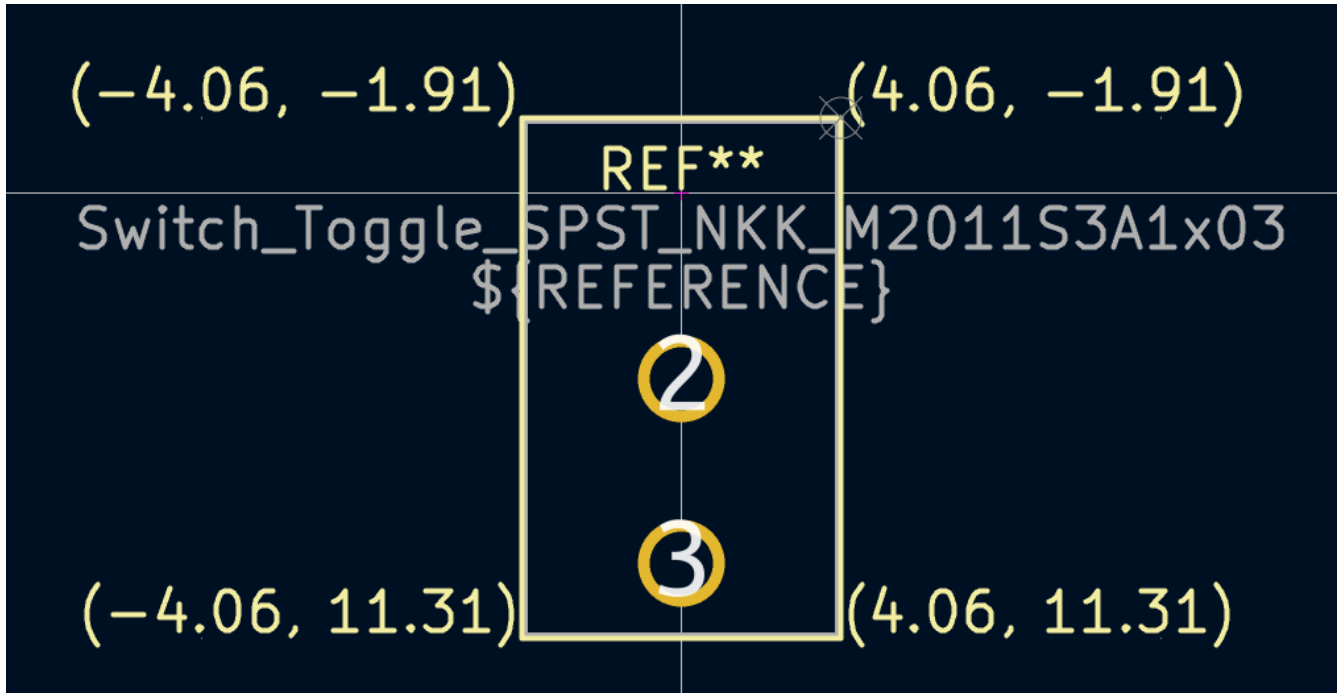 (-4.06, -1.91) (4.06, -1.91)
REF**
Switch_Toggle_SPST_NKK_M2011S3A1x03
${REFERENCE}
2
3
(-4.06, 11.31) (4.06, 11.31)